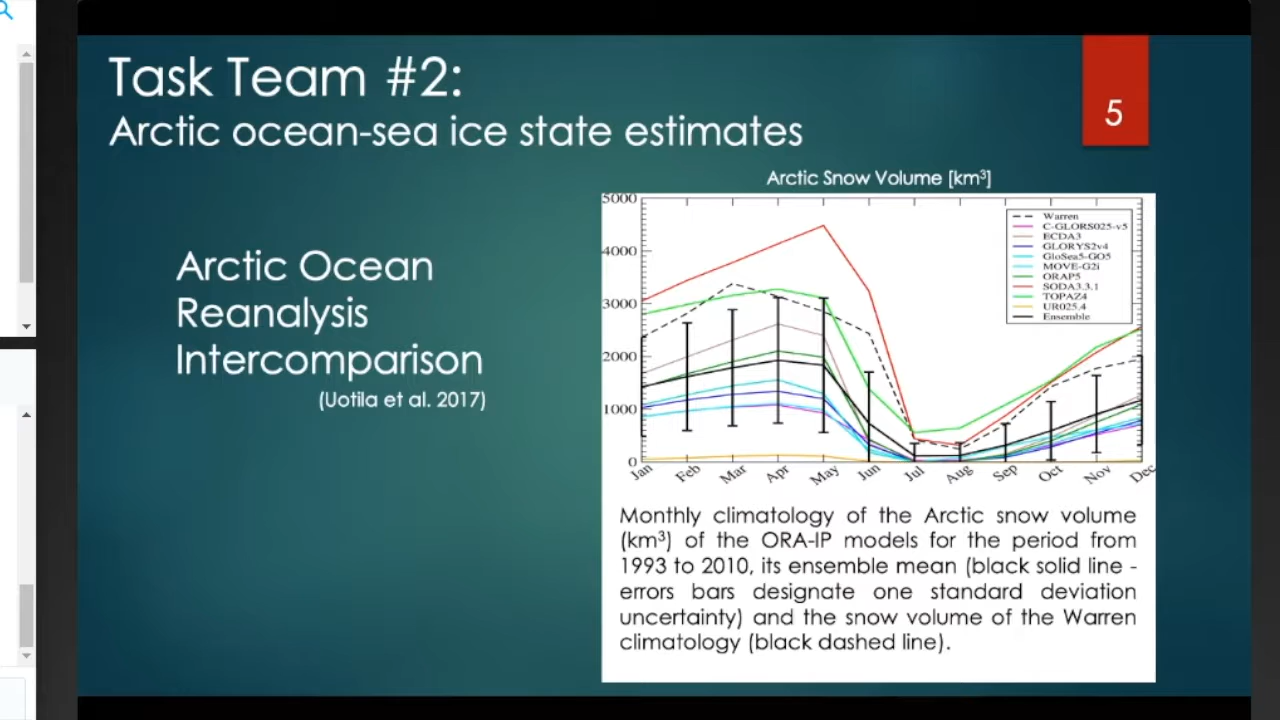 Task Team #2:
Arctic ocean-sea ice state estimates
5
Arctic Ocean
Reanalysis
Intercomparison
(Uotila et al. 2017)
Arctic Snow Volume [km³]
5000
4000
3000
2000
1000
0
Jan Feb Mar Apr May Jun Jul Aug Sep Oct Nov Dec
Warren
C-GLORS025-v5
ECDA3
GLORYS2v4
GloSea5-GO5
MOVE-G2i
ORAP5
SODA3.3.1
TOPAZ4
UR025.4
Ensemble
Monthly climatology of the Arctic snow volume
(km³) of the ORA-IP models for the period from
1993 to 2010, its ensemble mean (black solid line -
errors bars designate one standard deviation
uncertainty) and the snow volume of the Warren
climatology (black dashed line).